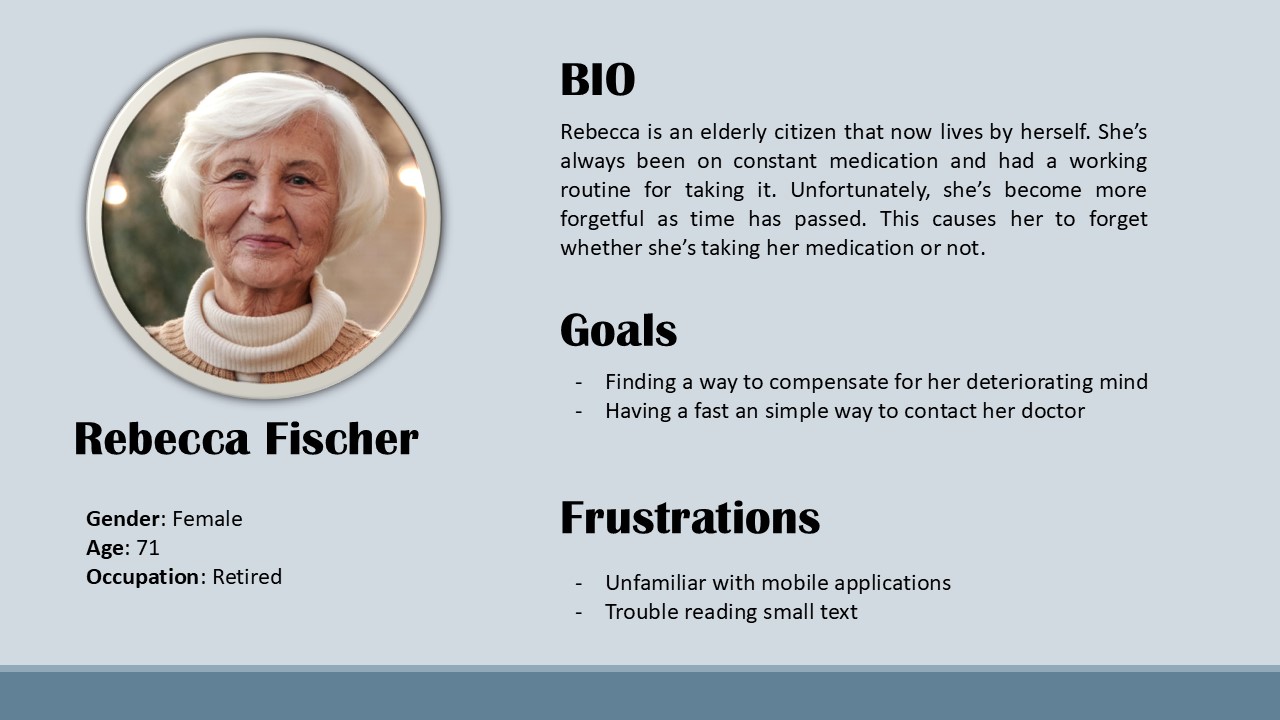 Rebecca Fischer
Gender: Female
Age: 71
Occupation: Retired
BIO
Rebecca is an elderly citizen that now lives by herself. She’s
always been on constant medication and had a working
routine for taking it. Unfortunately, she’s become more
forgetful as time has passed. This causes her to forget
whether she’s taking her medication or not.
Goals
- Finding a way to compensate for her deteriorating mind
- Having a fast an simple way to contact her doctor
Frustrations
- Unfamiliar with mobile applications
- Trouble reading small text